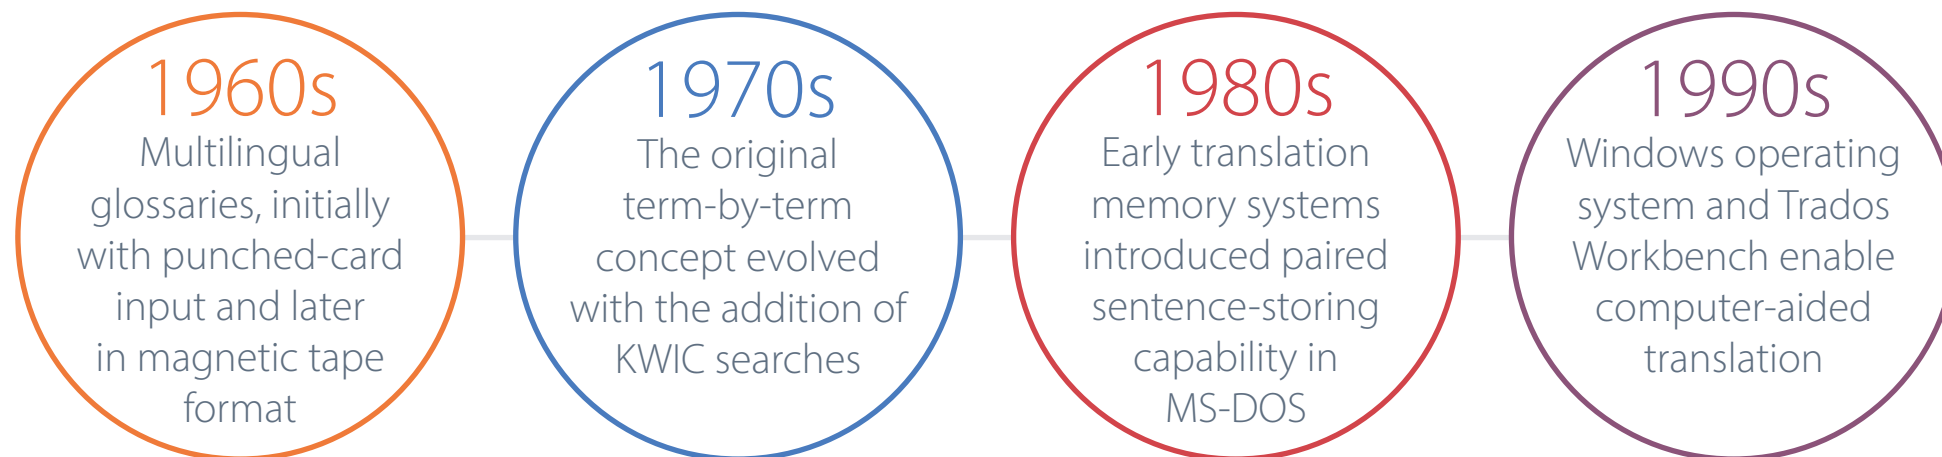 1960s
Multilingual
glossaries, initially
with punched-card
input and later
in magnetic tape
format
1970s
The original
term-by-term
concept evolved
with the addition of
KWIC searches
1980s
Early translation
memory systems
introduced paired
sentence-storing
capability in
MS-DOS
1990s
Windows operating
system and Trados
Workbench enable
computer-aided
translation